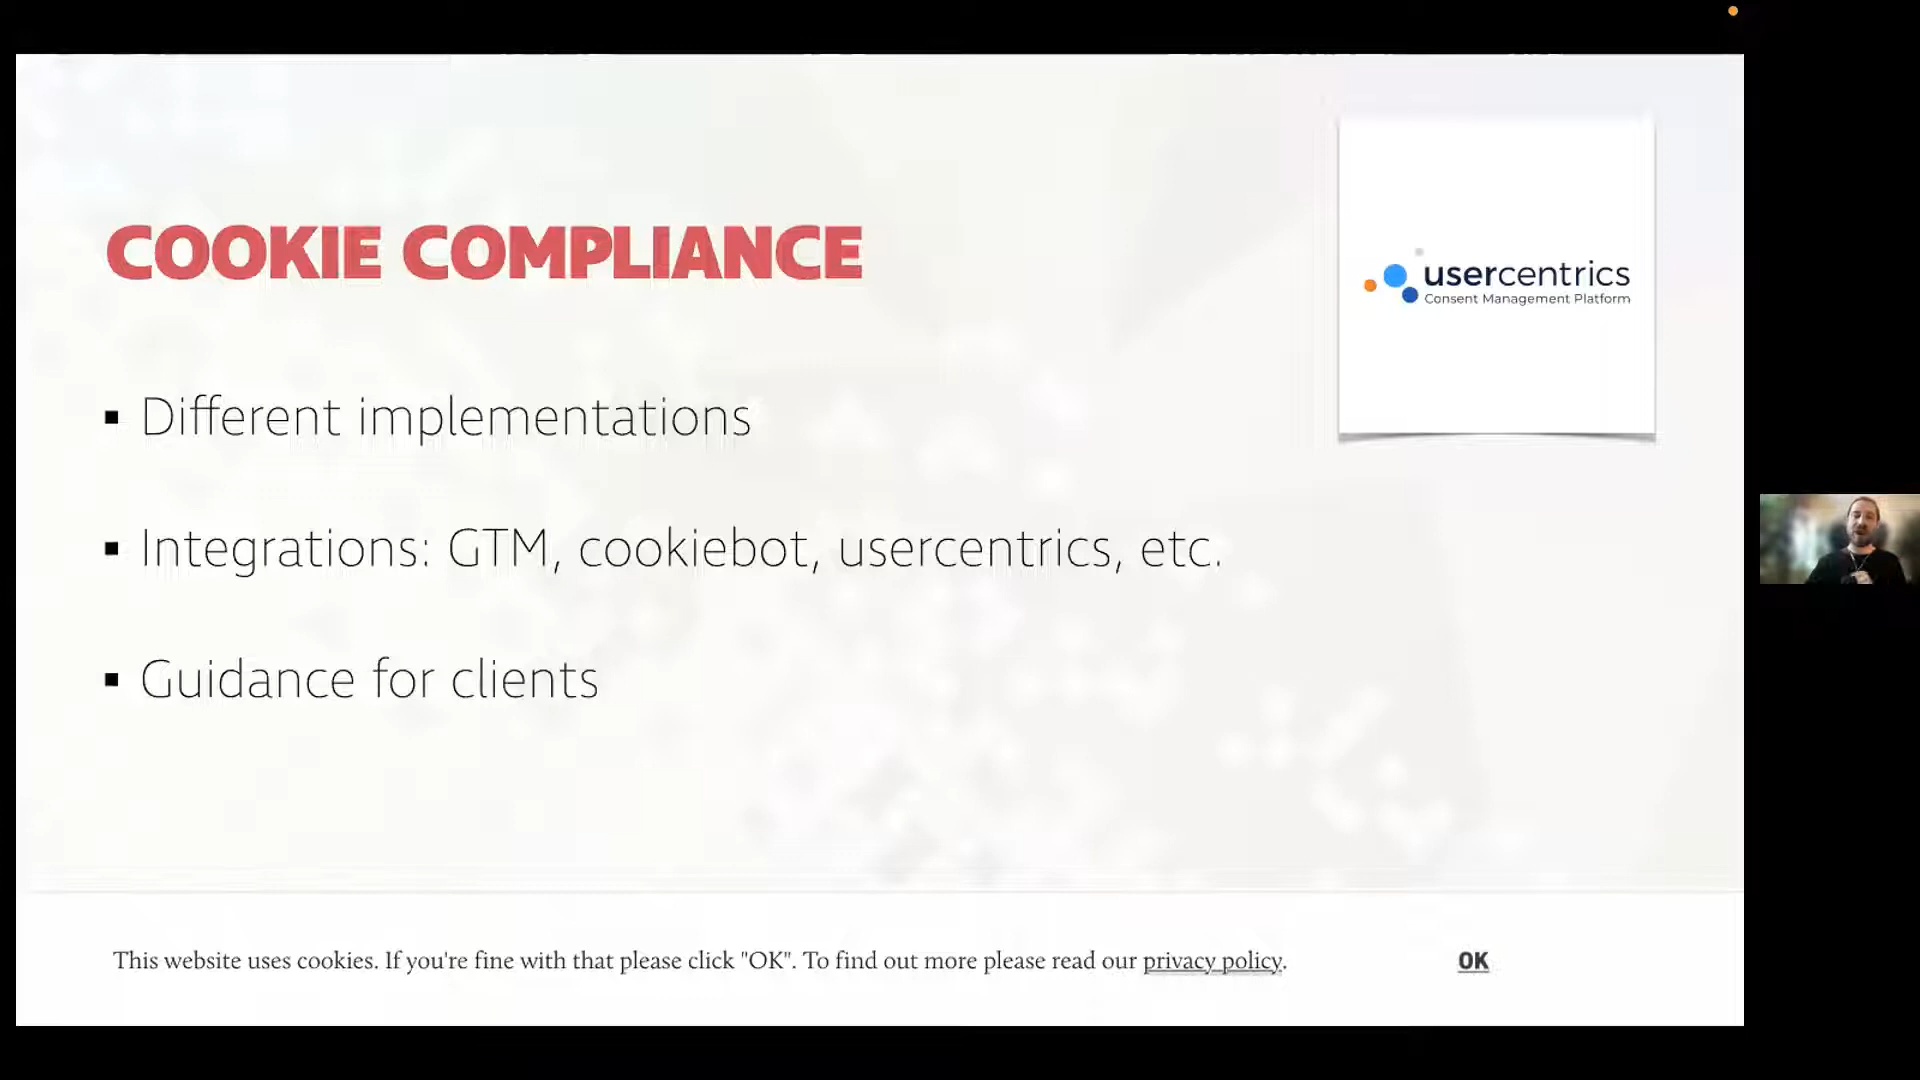 COOKIE COMPLIANCE
usercentrics
Consent Management Platform
▪ Different implementations
▪ Integrations: GTM, cookiebot, usercentrics, etc.
▪ Guidance for clients
This website uses cookies. If you're fine with that please click "OK". To find out more please read our privacy policy.
OK